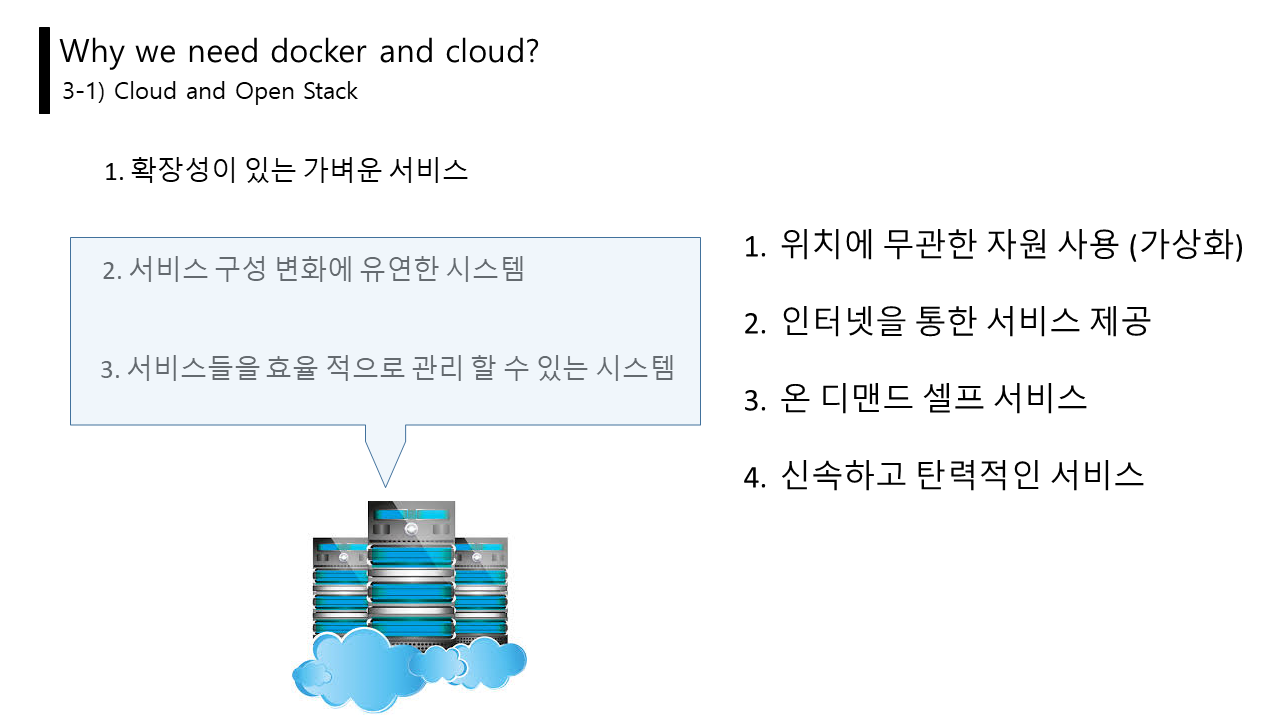 Why we need docker and cloud?
3-1) Cloud and Open Stack
1. 확장성이 있는 가벼운 서비스
2. 서비스 구성 변화에 유연한 시스템
3. 서비스들을 효율 적으로 관리 할 수 있는 시스템
1. 위치에 무관한 자원 사용 (가상화)
2. 인터넷을 통한 서비스 제공
3. 온 디맨드 셀프 서비스
4. 신속하고 탄력적인 서비스